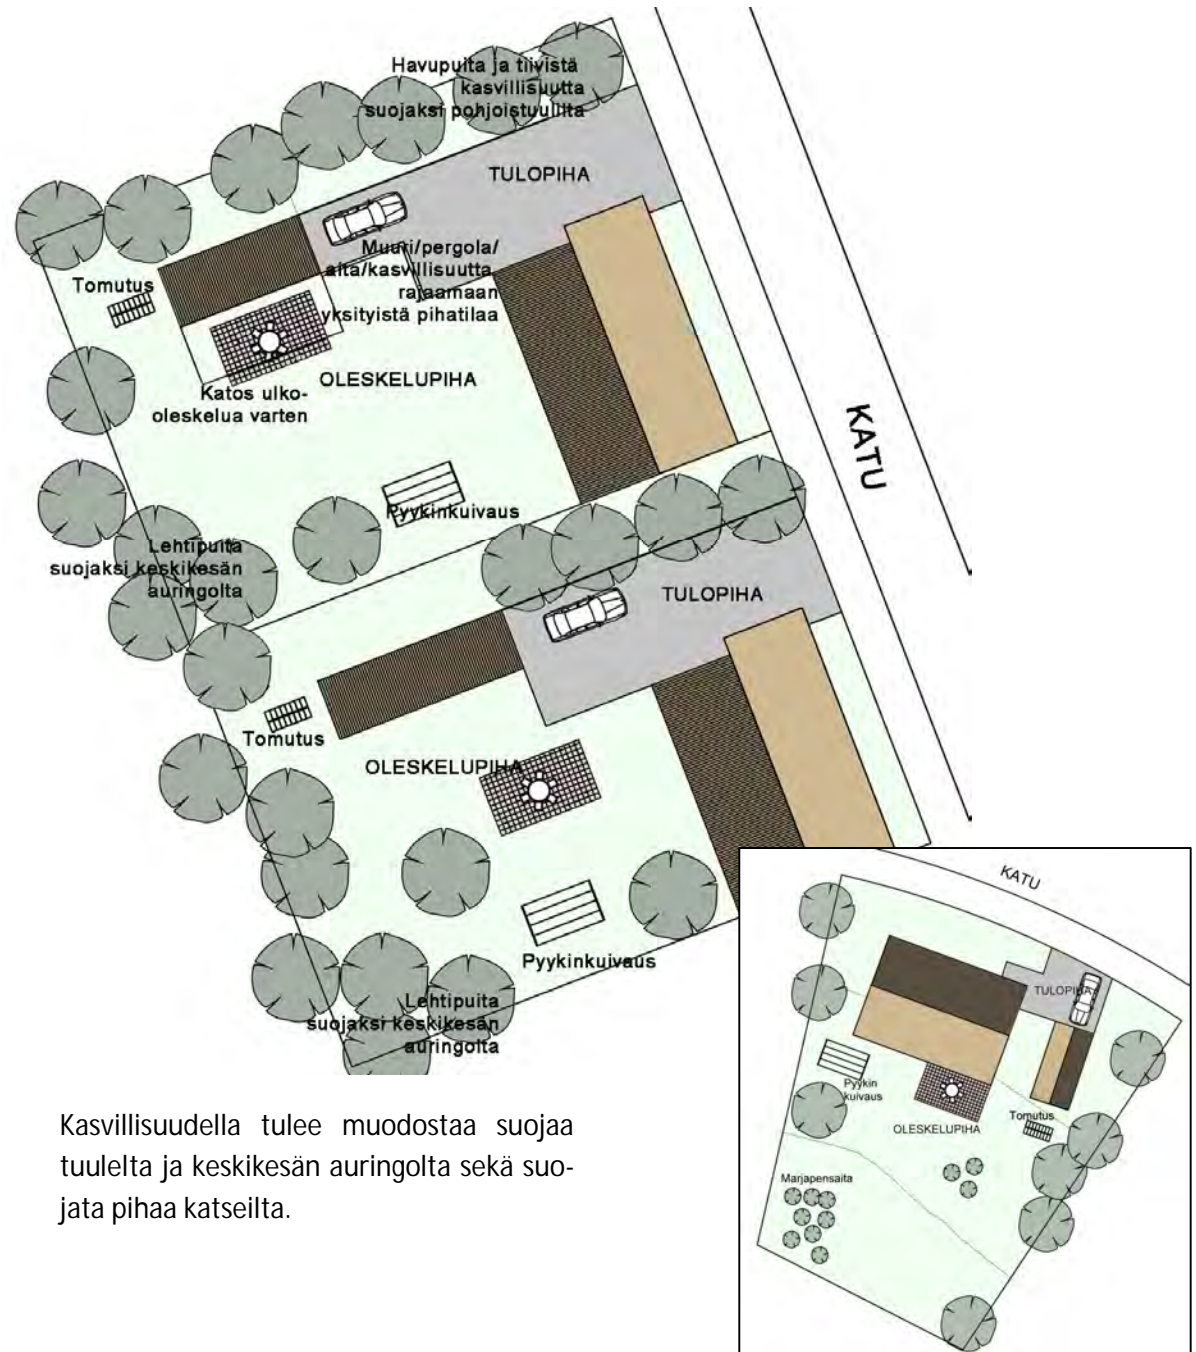 Havupuita ja tiivistä
kasvillisuutta
suojaksi pohjoistuulilta
TULOPIHA
Muuri/pergola/
aita/kasvillisuutta
rajaamaan
yksityistä pihatilaa
Tomutus
OLESKELUPIHA
Katos ulko-
oleskelua varten
KATU
Pyykinkuivaus
Lehtipuita
suojaksi keskikesän
auringolta
TULOPIHA
Tomutus
OLESKELUPIHA
Pyykinkuivaus
Lehtipuita
suojaksi keskikesän
auringolta
KATU
TULOPIHA
Pyykin
kuivaus
Tomutus
OLESKELUPIHA
Marjapensaita
Kasvillisuudella tulee muodostaa suojaa
tuulelta ja keskikesän auringolta sekä suo-
jata pihaa katseilta.